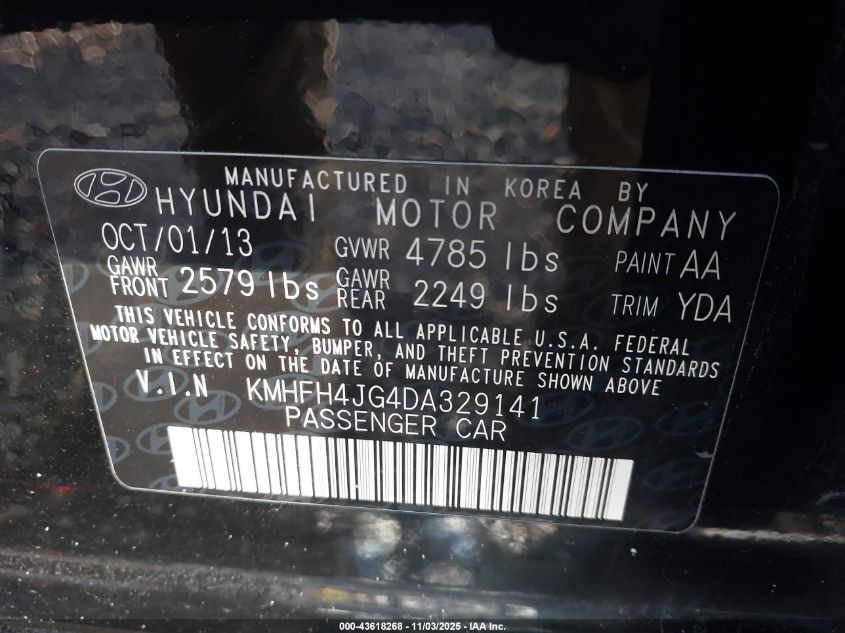 MANUFACTURED IN KOREA BY
HYUNDAI MOTOR COMPANY
OCT/01/13 GVWR 4785 lbs PAINT AA
GAWR FRONT 2579 lbs GAWR REAR 2249 lbs TRIM YDA
THIS VEHICLE CONFORMS TO ALL APPLICABLE U.S.A. FEDERAL
MOTOR VEHICLE SAFETY, BUMPER, AND THEFT PREVENTION STANDARDS
IN EFFECT ON THE DATE OF MANUFACTURE SHOWN ABOVE
V.I.N KMHFH4JG4DA329141
PASSENGER CAR
000-43618268 - 11/03/2025 - IAA Inc.